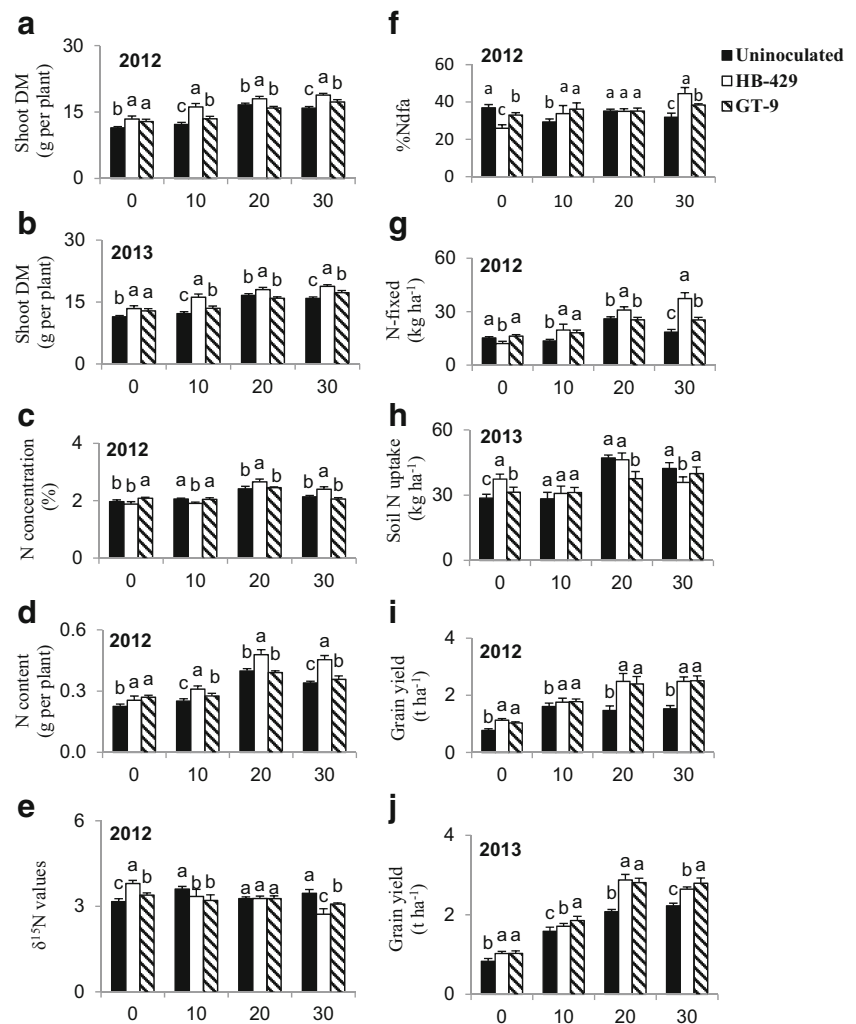 a
2012
Shoot DM
(g per plant)
30
15
0
b a a c a b b a b c a b
0 10 20 30
b
2013
Shoot DM
(g per plant)
30
15
0
b a a c a b b a b c a b
0 10 20 30
c
2012
N concentration
(%)
4
2
0
b b a a b a b a b b a b
0 10 20 30
d
2012
N content
(g per plant)
0.6
0.3
0.0
b a a c a b b a b c a b
0 10 20 30
e
2012
δ¹⁵N values
6
3
0
c a b a b b a a a a c b
0 10 20 30
f
2012
%Ndfa
60
40
20
0
a c b b a a a a a c a b
0 10 20 30
Uninoculated
HB-429
GT-9
g
2012
N-fixed
(kg ha⁻¹)
60
30
0
a b a b a a b a b c a b
0 10 20 30
h
2013
Soil N uptake
(kg ha⁻¹)
60
30
0
c a b a a a a a b a b a
0 10 20 30
i
2012
Grain yield
(t ha⁻¹)
4
2
0
b a a b a a b a a b a a
0 10 20 30
j
2013
Grain yield
(t ha⁻¹)
4
2
0
b a a c b a b a a c b a
0 10 20 30